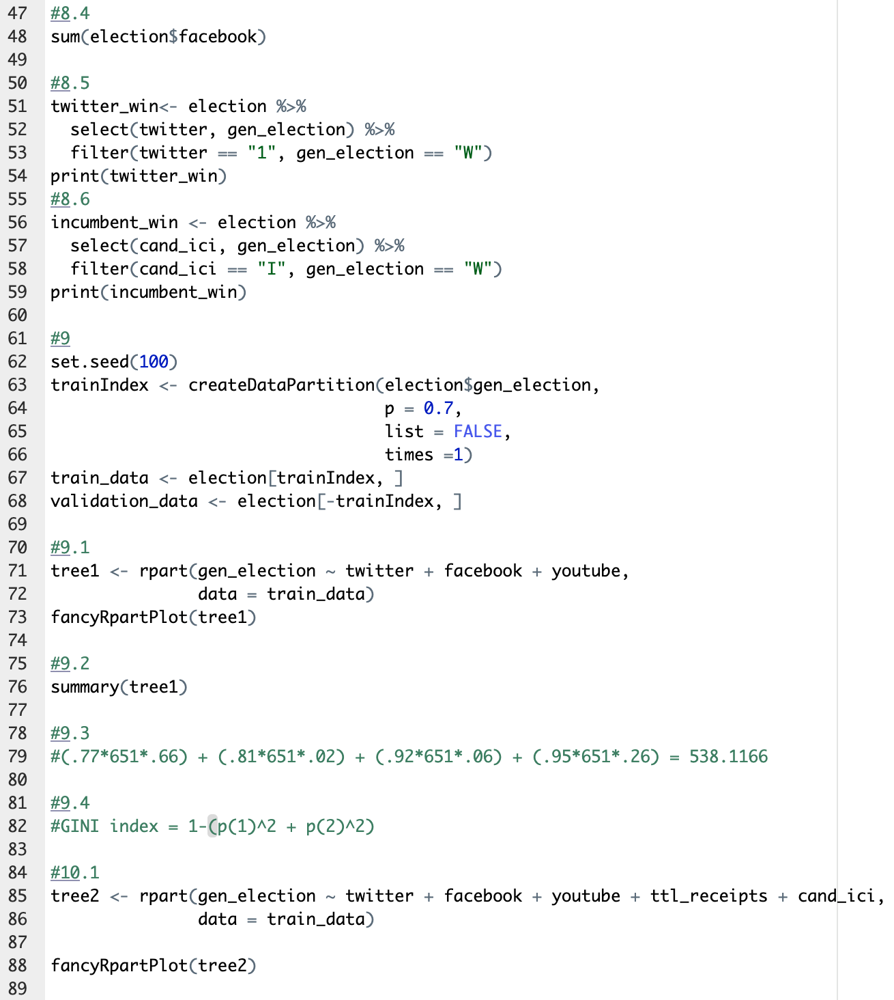 47 #8.4
48 sum(election$facebook)
49
50 #8.5
51 twitter_win<- election %>%
52   select(twitter, gen_election) %>%
53   filter(twitter == "1", gen_election == "W")
54 print(twitter_win)
55 #8.6
56 incumbent_win <- election %>%
57   select(cand_ici, gen_election) %>%
58   filter(cand_ici == "I", gen_election == "W")
59 print(incumbent_win)
60
61 #9
62 set.seed(100)
63 trainIndex <- createDataPartition(election$gen_election,
64                                   p = 0.7,
65                                   list = FALSE,
66                                   times =1)
67 train_data <- election[trainIndex, ]
68 validation_data <- election[-trainIndex, ]
69
70 #9.1
71 tree1 <- rpart(gen_election ~ twitter + facebook + youtube,
72                data = train_data)
73 fancyRpartPlot(tree1)
74
75 #9.2
76 summary(tree1)
77
78 #9.3
79 #(.77*651*.66) + (.81*651*.02) + (.92*651*.06) + (.95*651*.26) = 538.1166
80
81 #9.4
82 #GINI index = 1-(p(1)^2 + p(2)^2)
83
84 #10.1
85 tree2 <- rpart(gen_election ~ twitter + facebook + youtube + ttl_receipts + cand_ici,
86                data = train_data)
87
88 fancyRpartPlot(tree2)
89